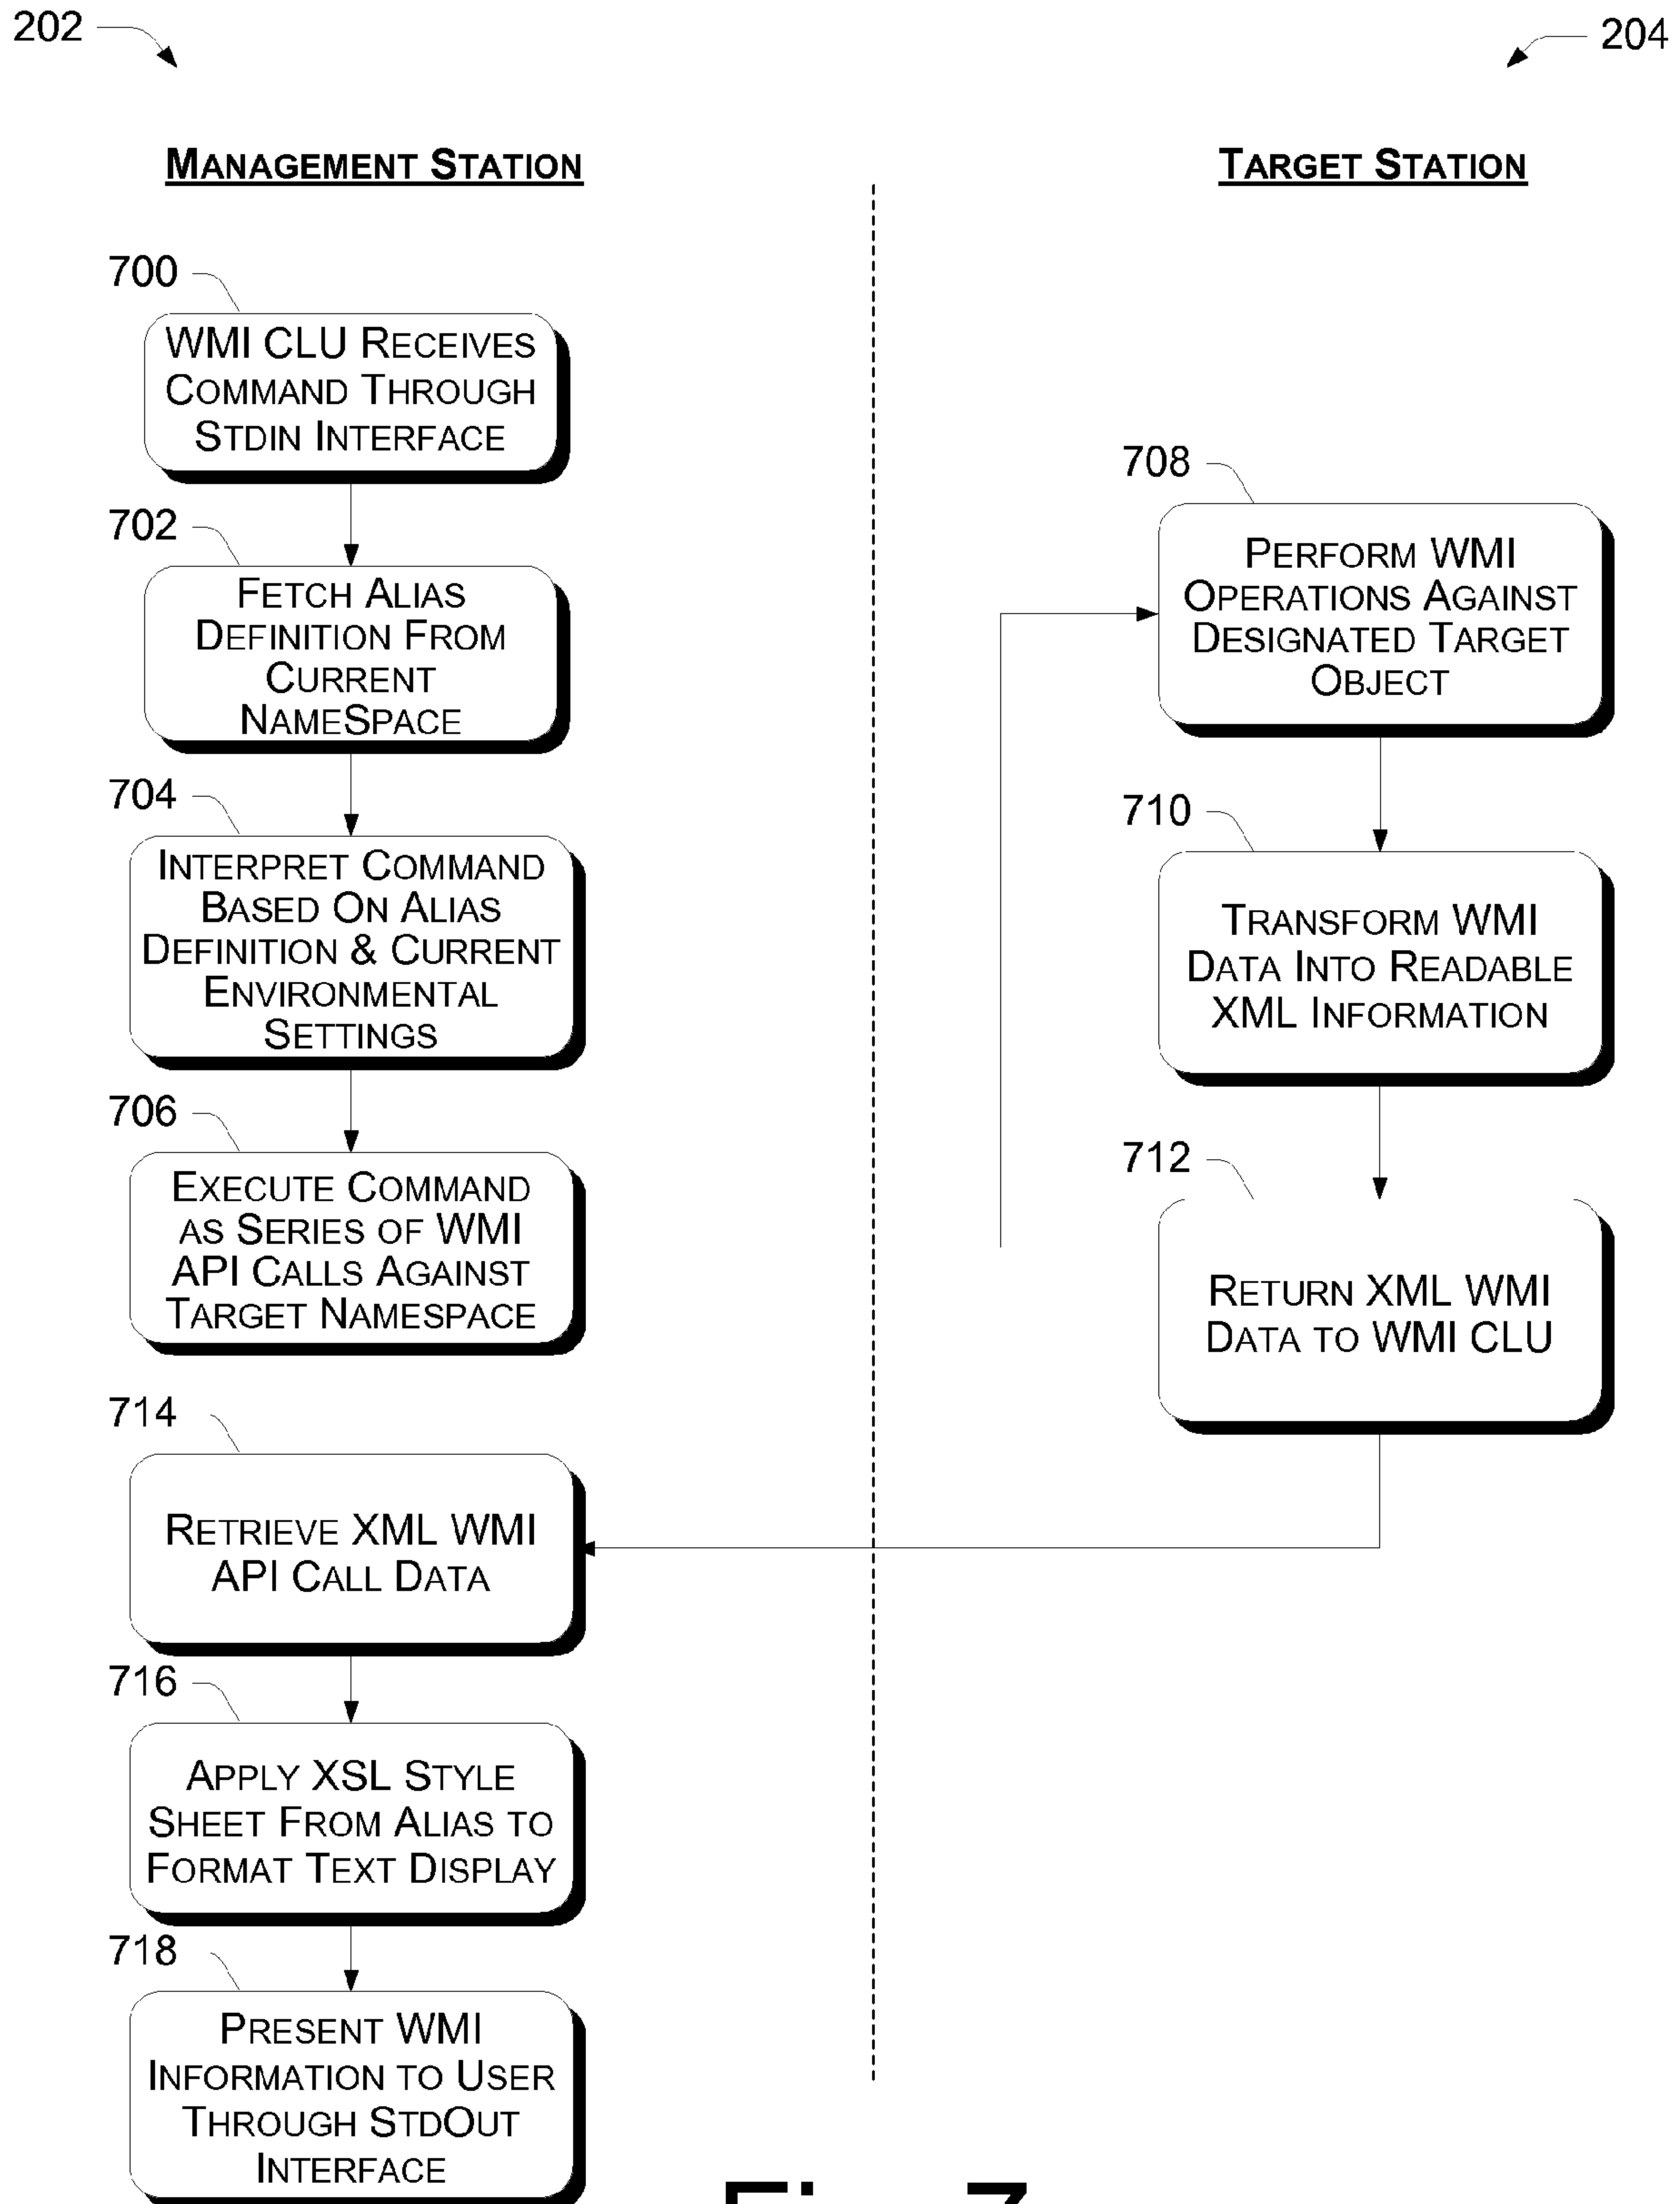 202
204
MANAGEMENT STATION
TARGET STATION
700
WMI CLU RECEIVES
COMMAND THROUGH
STDIN INTERFACE
702
FETCH ALIAS
DEFINITION FROM
CURRENT
NAMESPACE
704
INTERPRET COMMAND
BASED ON ALIAS
DEFINITION & CURRENT
ENVIRONMENTAL
SETTINGS
706
EXECUTE COMMAND
AS SERIES OF WMI
API CALLS AGAINST
TARGET NAMESPACE
708
PERFORM WMI
OPERATIONS AGAINST
DESIGNATED TARGET
OBJECT
710
TRANSFORM WMI
DATA INTO READABLE
XML INFORMATION
712
RETURN XML WMI
DATA TO WMI CLU
714
RETRIEVE XML WMI
API CALL DATA
716
APPLY XSL STYLE
SHEET FROM ALIAS TO
FORMAT TEXT DISPLAY
718
PRESENT WMI
INFORMATION TO USER
THROUGH STDOUT
INTERFACE